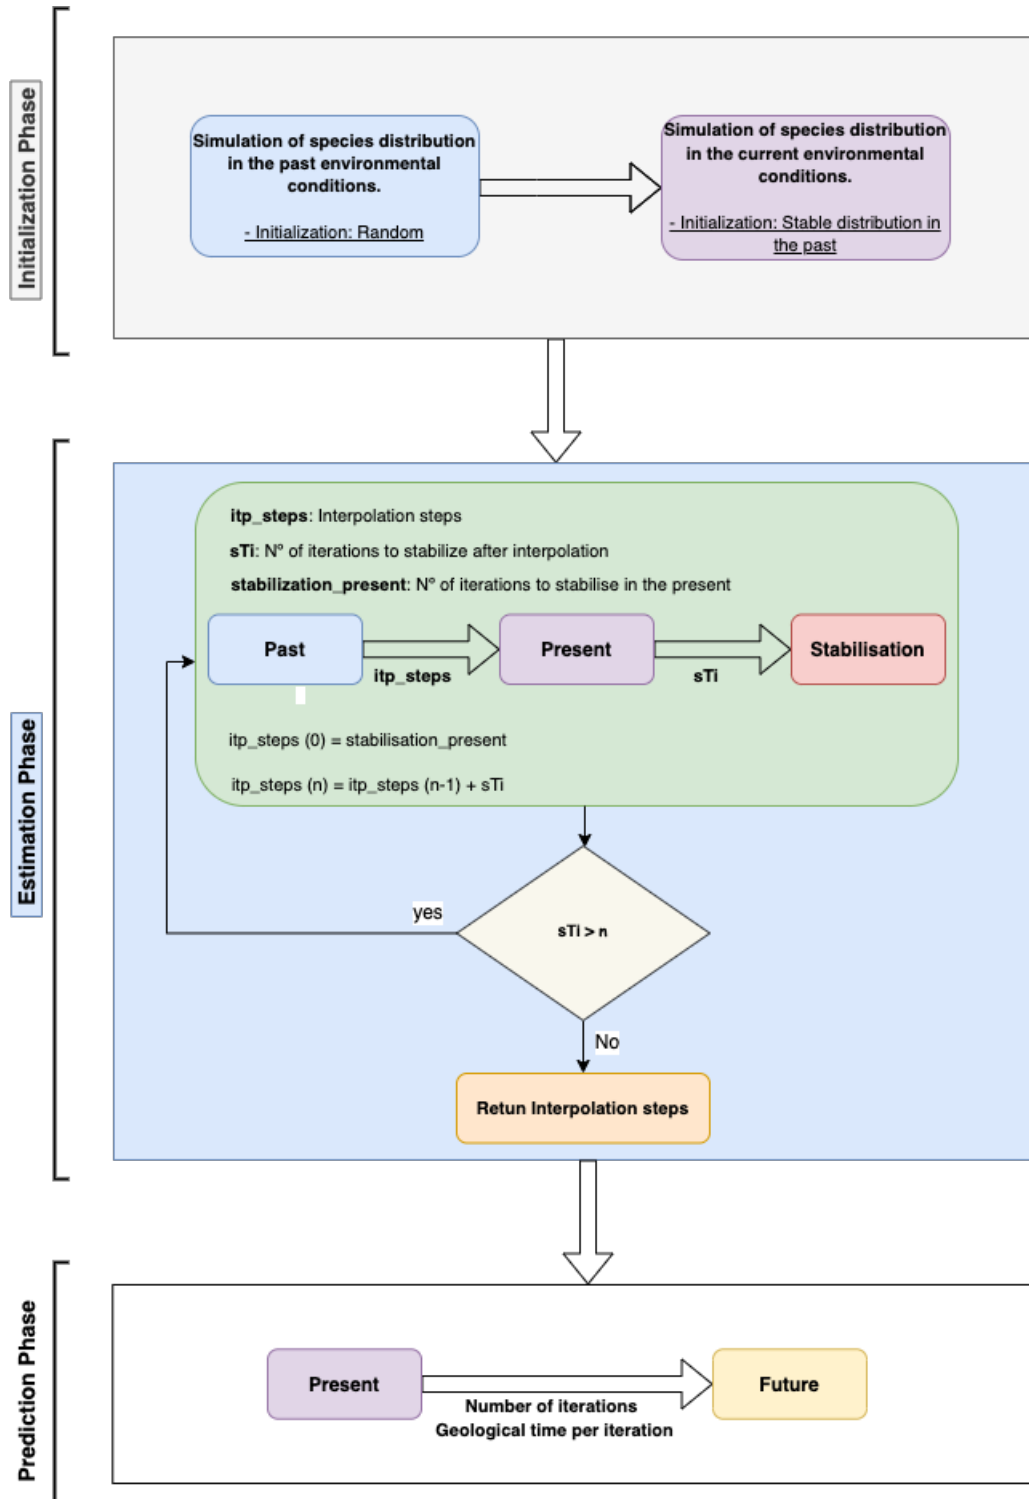 Initialization Phase
Simulation of species distribution
in the past environmental
conditions.
- Initialization: Random
Simulation of species distribution
in the current environmental
conditions.
- Initialization: Stable distribution in
the past
Estimation Phase
itp_steps: Interpolation steps
sTi: Nº of iterations to stabilize after interpolation
stabilization_present: Nº of iterations to stabilise in the present
Past
itp_steps
Present
sTi
Stabilisation
itp_steps (0) = stabilisation_present
itp_steps (n) = itp_steps (n-1) + sTi
yes
sTi > n
No
Retun Interpolation steps
Prediction Phase
Present
Number of iterations
Geological time per iteration
Future